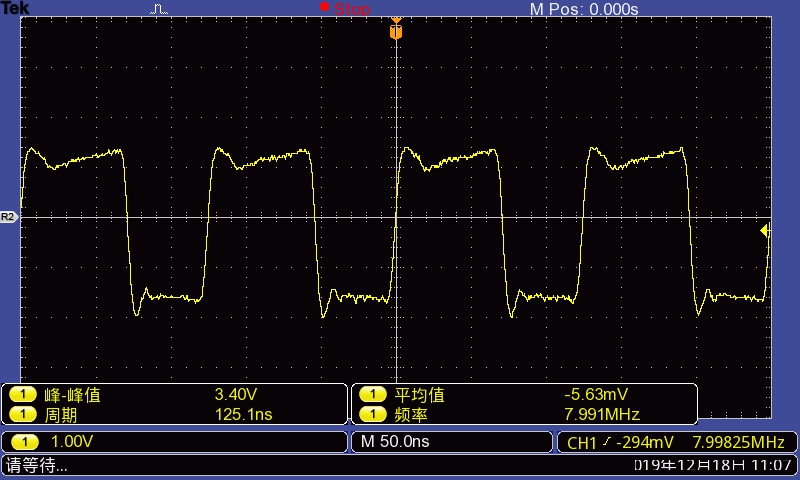 Tek Stop M Pos: 0.000s
T
R2
1 峰-峰值 3.40V 1 平均值 -5.63mV
1 周期 125.1ns 1 频率 7.991MHz
1 1.00V M 50.0ns CH1 -294mV 7.99825MHz
请等待... 019年12月18日 11:07